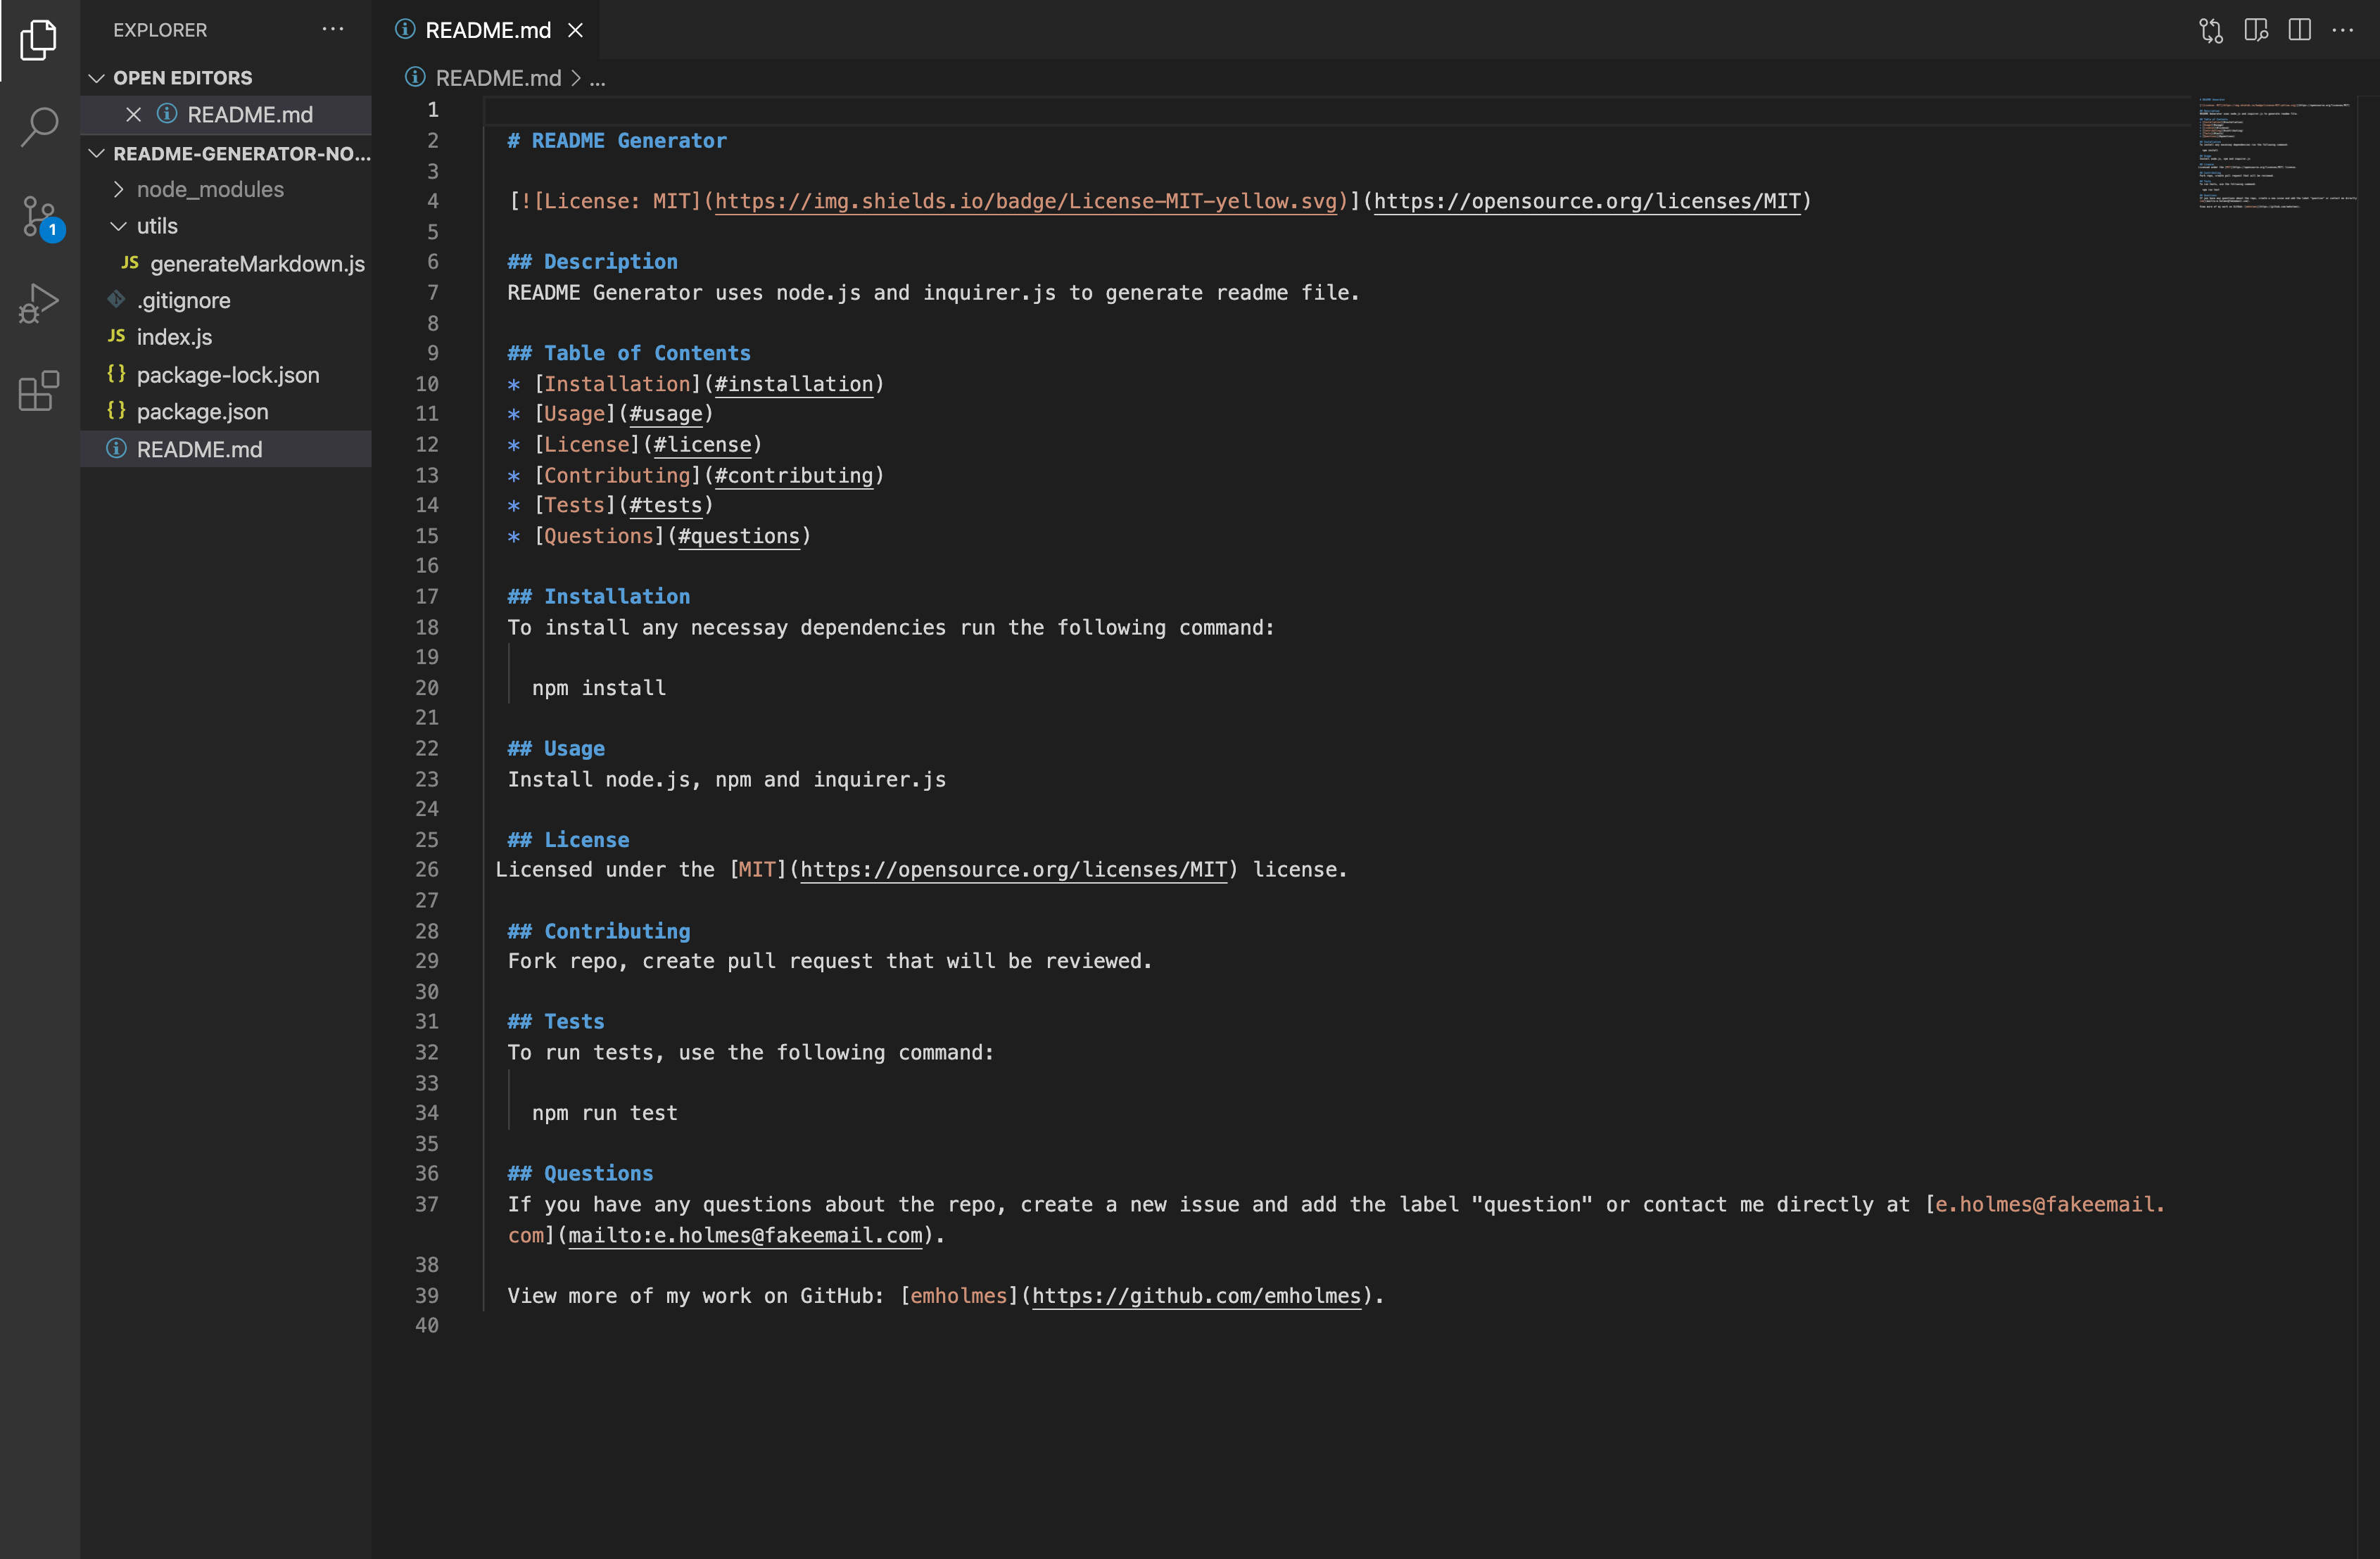 EXPLORER
README.md
OPEN EDITORS
README.md
README-GENERATOR-NO...
node_modules
utils
JS generateMarkdown.js
.gitignore
JS index.js
{} package-lock.json
{} package.json
README.md
1
README.md > ...
1
2 # README Generator
3
4 [![License: MIT](https://img.shields.io/badge/License-MIT-yellow.svg)](https://opensource.org/licenses/MIT)
5
6 ## Description
7 README Generator uses node.js and inquirer.js to generate readme file.
8
9 ## Table of Contents
10 * [Installation](#installation)
11 * [Usage](#usage)
12 * [License](#license)
13 * [Contributing](#contributing)
14 * [Tests](#tests)
15 * [Questions](#questions)
16
17 ## Installation
18 To install any necessay dependencies run the following command:
19
20 npm install
21
22 ## Usage
23 Install node.js, npm and inquirer.js
24
25 ## License
26 Licensed under the [MIT](https://opensource.org/licenses/MIT) license.
27
28 ## Contributing
29 Fork repo, create pull request that will be reviewed.
30
31 ## Tests
32 To run tests, use the following command:
33
34 npm run test
35
36 ## Questions
37 If you have any questions about the repo, create a new issue and add the label "question" or contact me directly at [e.holmes@fakeemail.
com](mailto:e.holmes@fakeemail.com).
38
39 View more of my work on GitHub: [emholmes](https://github.com/emholmes).
40